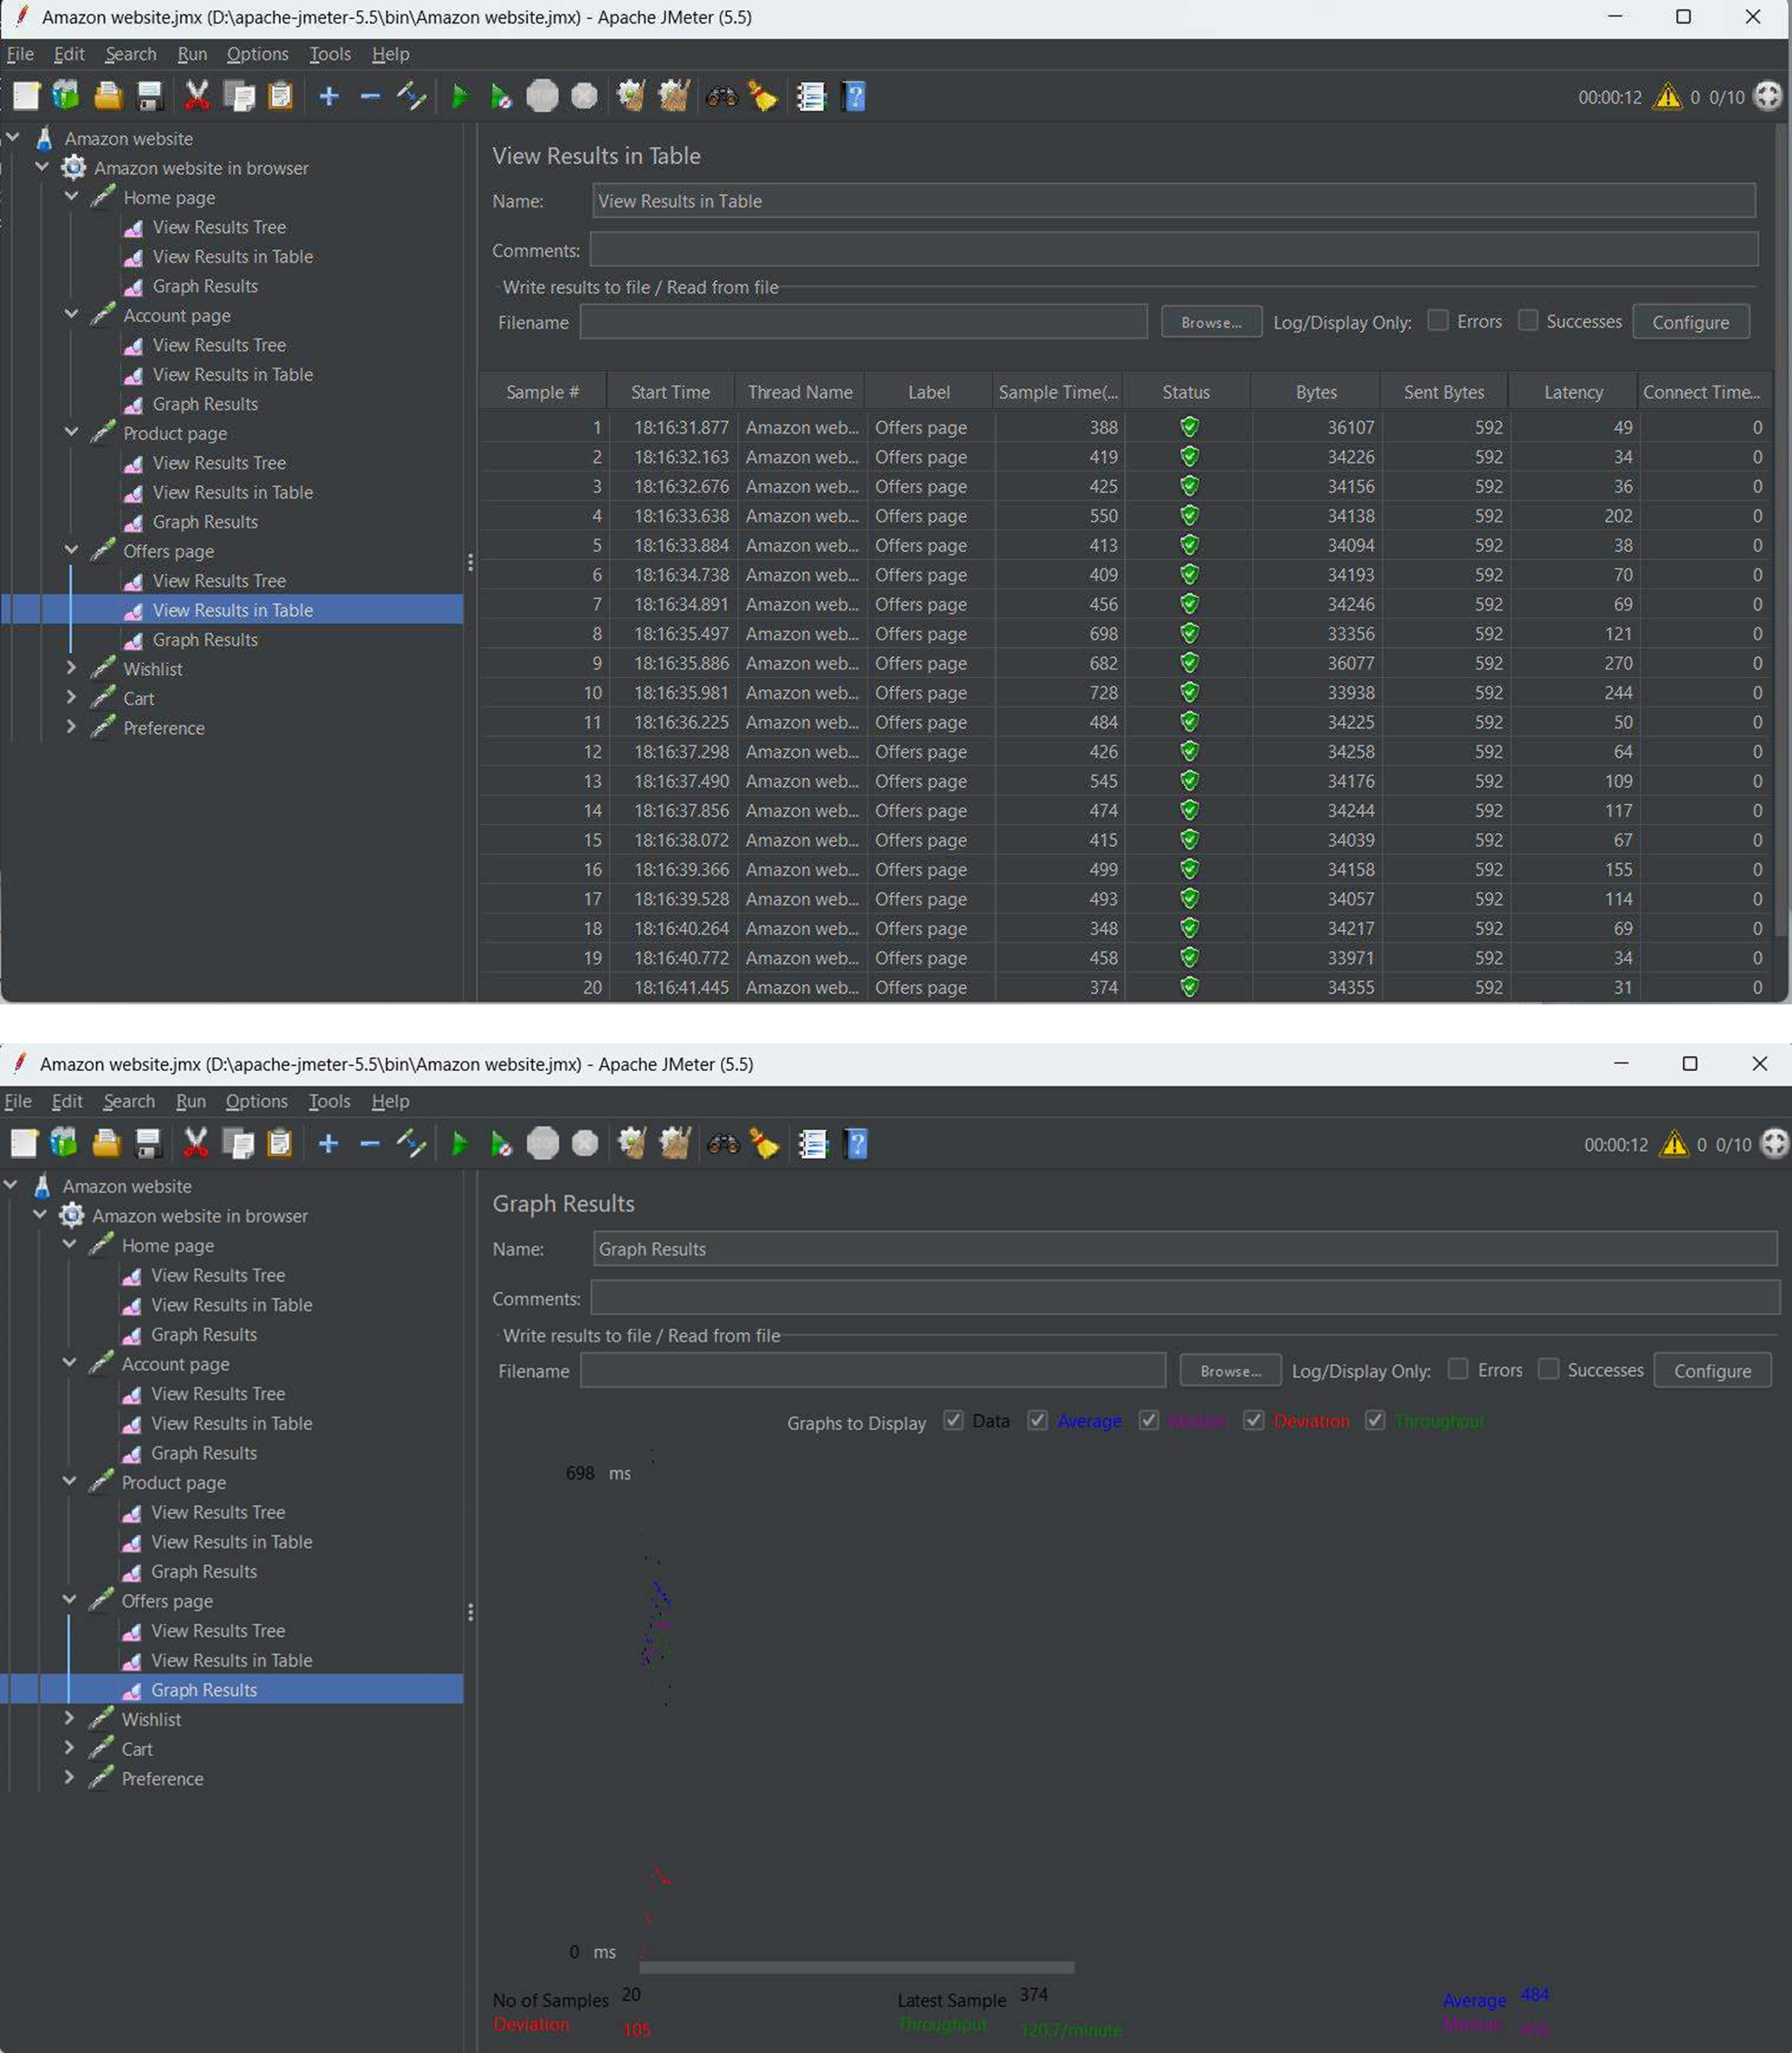 Amazon website.jmx (D:\apache-jmeter-5.5\bin\Amazon website.jmx) - Apache JMeter (5.5)
File Edit Search Run Options Tools Help
00:00:12 0 0/10
Amazon website
Amazon website in browser
Home page
View Results Tree
View Results in Table
Graph Results
Account page
View Results Tree
View Results in Table
Graph Results
Product page
View Results Tree
View Results in Table
Graph Results
Offers page
View Results Tree
View Results in Table
Graph Results
Wishlist
Cart
Preference
View Results in Table
Name: View Results in Table
Comments:
Write results to file / Read from file
Filename Browse... Log/Display Only: Errors Successes Configure
Sample # Start Time Thread Name Label Sample Time(... Status Bytes Sent Bytes Latency Connect Time...
1 18:16:31.877 Amazon web... Offers page 388 36107 592 49 0
2 18:16:32.163 Amazon web... Offers page 419 34226 592 34 0
3 18:16:32.676 Amazon web... Offers page 425 34156 592 36 0
4 18:16:33.638 Amazon web... Offers page 550 34138 592 202 0
5 18:16:33.884 Amazon web... Offers page 413 34094 592 38 0
6 18:16:34.738 Amazon web... Offers page 409 34193 592 70 0
7 18:16:34.891 Amazon web... Offers page 456 34246 592 69 0
8 18:16:35.497 Amazon web... Offers page 698 33356 592 121 0
9 18:16:35.886 Amazon web... Offers page 682 36077 592 270 0
10 18:16:35.981 Amazon web... Offers page 728 33938 592 244 0
11 18:16:36.225 Amazon web... Offers page 484 34225 592 50 0
12 18:16:37.298 Amazon web... Offers page 426 34258 592 64 0
13 18:16:37.490 Amazon web... Offers page 545 34176 592 109 0
14 18:16:37.856 Amazon web... Offers page 474 34244 592 117 0
15 18:16:38.072 Amazon web... Offers page 415 34039 592 67 0
16 18:16:39.366 Amazon web... Offers page 499 34158 592 155 0
17 18:16:39.528 Amazon web... Offers page 493 34057 592 114 0
18 18:16:40.264 Amazon web... Offers page 348 34217 592 69 0
19 18:16:40.772 Amazon web... Offers page 458 33971 592 34 0
20 18:16:41.445 Amazon web... Offers page 374 34355 592 31 0
Amazon website.jmx (D:\apache-jmeter-5.5\bin\Amazon website.jmx) - Apache JMeter (5.5)
File Edit Search Run Options Tools Help
00:00:12 0 0/10
Amazon website
Amazon website in browser
Home page
View Results Tree
View Results in Table
Graph Results
Account page
View Results Tree
View Results in Table
Graph Results
Product page
View Results Tree
View Results in Table
Graph Results
Offers page
View Results Tree
View Results in Table
Graph Results
Wishlist
Cart
Preference
Graph Results
Name: Graph Results
Comments:
Write results to file / Read from file
Filename Browse... Log/Display Only: Errors Successes Configure
Graphs to Display Data Average Median Deviation Throughput
698 ms
0 ms
No of Samples 20 Latest Sample 374 Average 484
Deviation 105 Throughput 120.7/minute Median